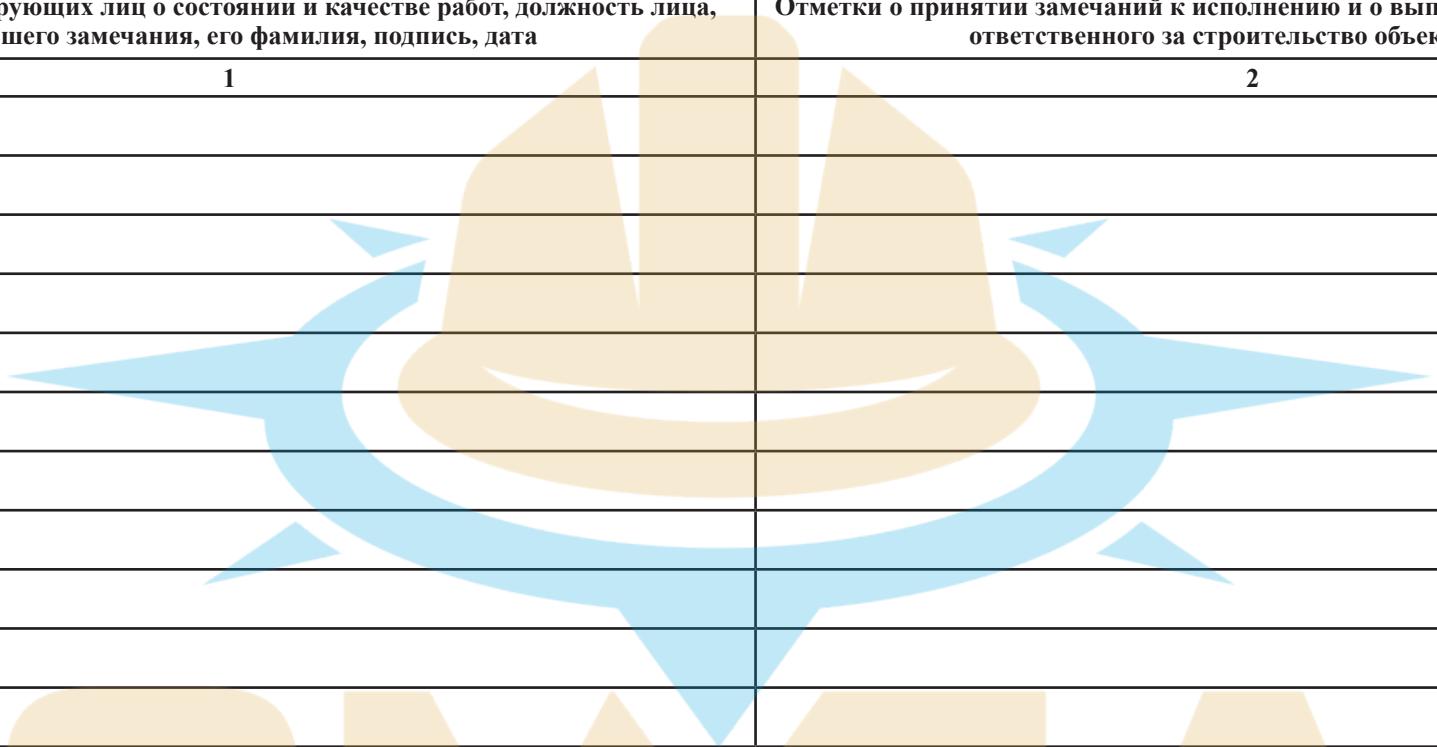 рующих лиц о состоянии и качестве работ, должность лица,
шего замечания, его фамилия, подпись, дата
Отметки о принятии замечаний к исполнению и о вып
ответственного за строительство объек
1
2